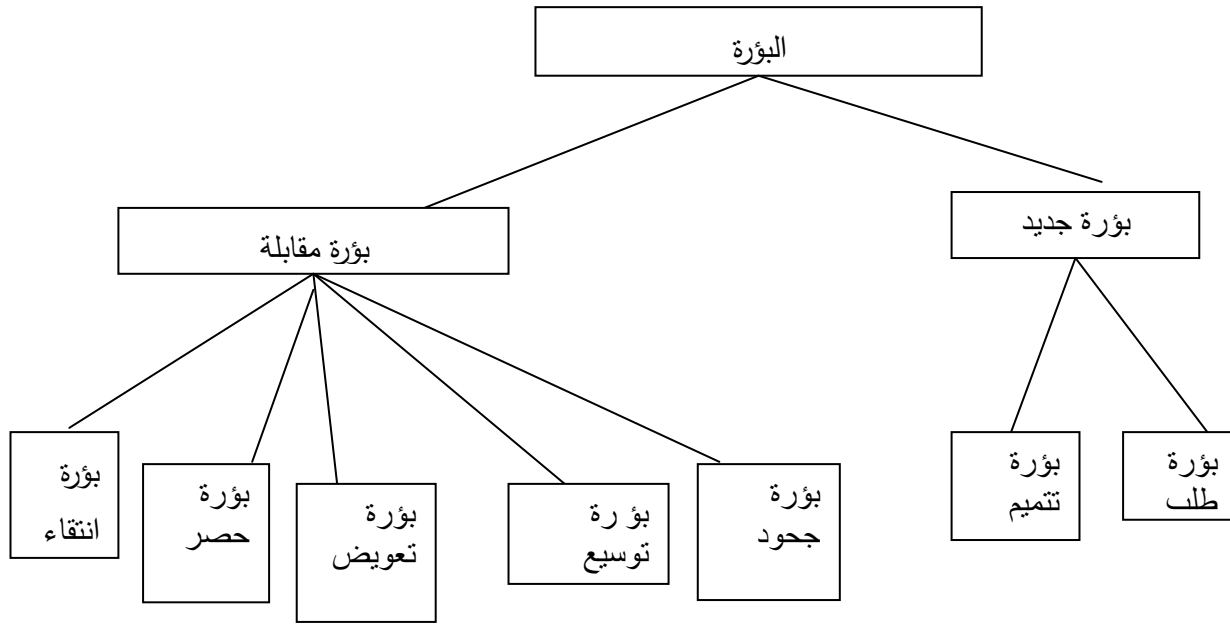 البؤرة
بؤرة جديد
بؤرة مقابلة
بؤرة
طلب
بؤرة
تتميم
بؤرة
جحود
بؤ رة
توسيع
بؤرة
تعويض
بؤرة
حصر
بؤرة
انتقاء